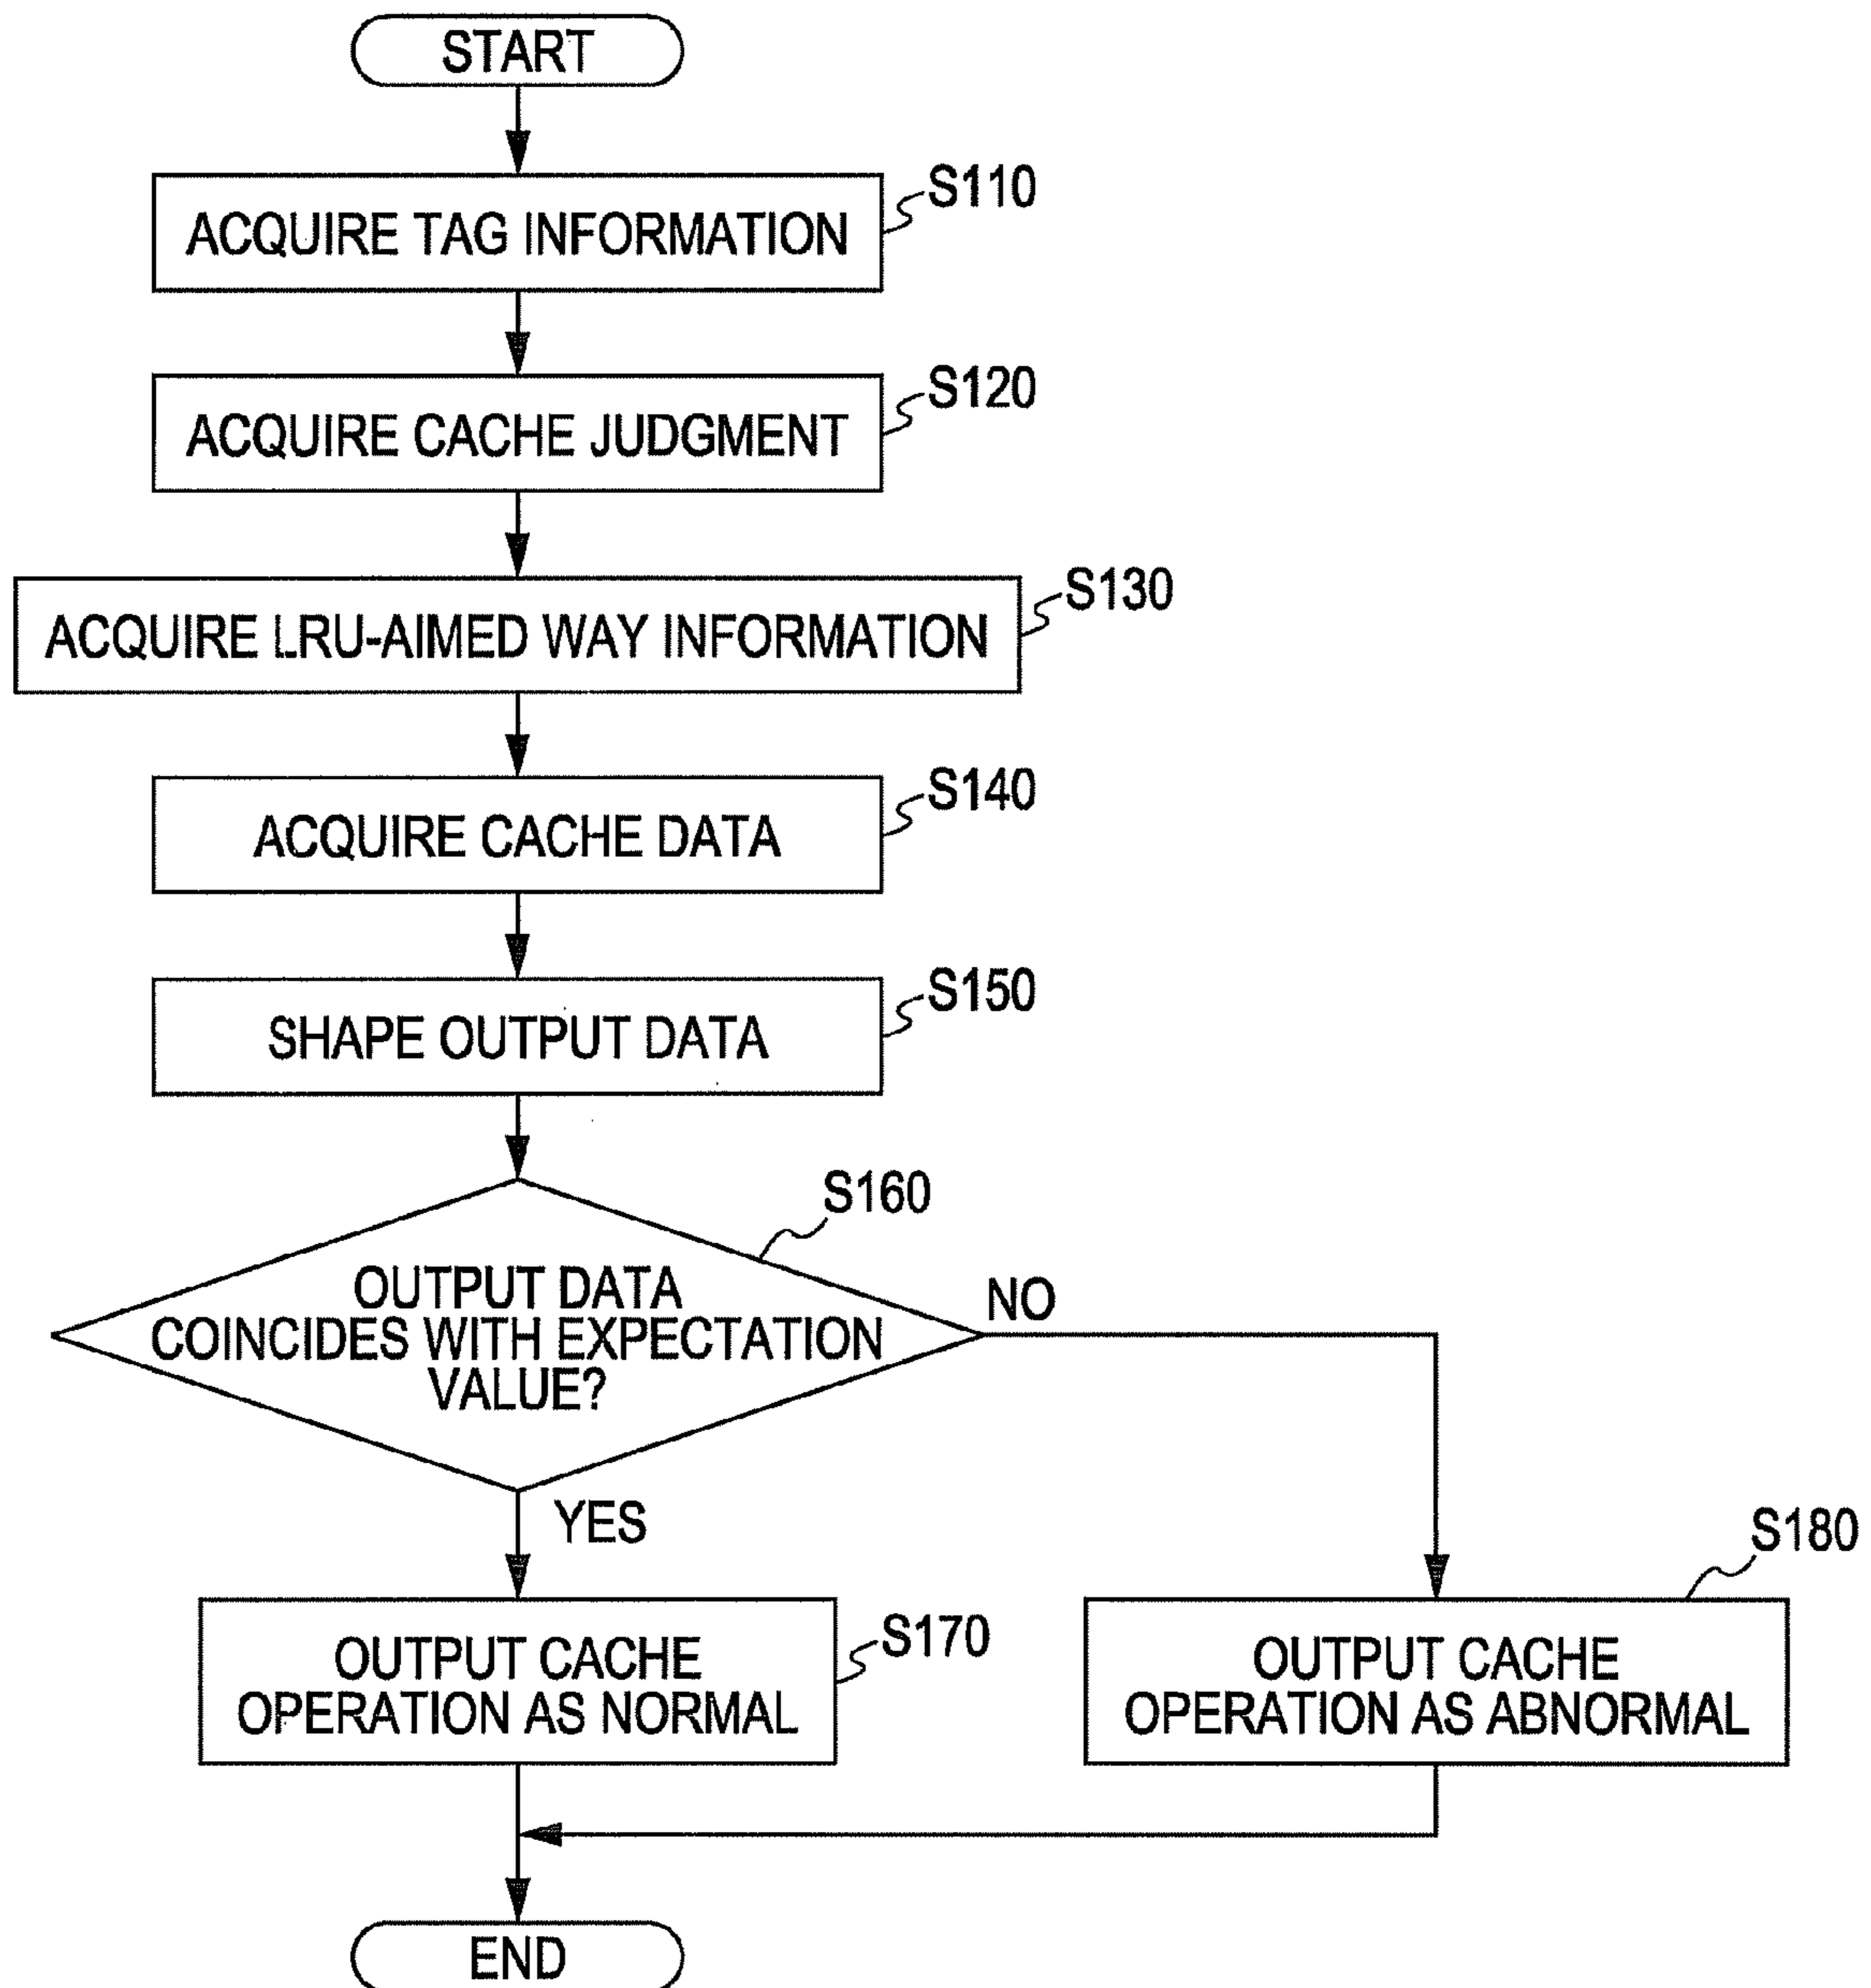 START
S110
ACQUIRE TAG INFORMATION
S120
ACQUIRE CACHE JUDGMENT
S130
ACQUIRE LRU-AIMED WAY INFORMATION
S140
ACQUIRE CACHE DATA
S150
SHAPE OUTPUT DATA
S160
OUTPUT DATA
COINCIDES WITH EXPECTATION
VALUE?
NO
YES
S170
OUTPUT CACHE
OPERATION AS NORMAL
S180
OUTPUT CACHE
OPERATION AS ABNORMAL
END